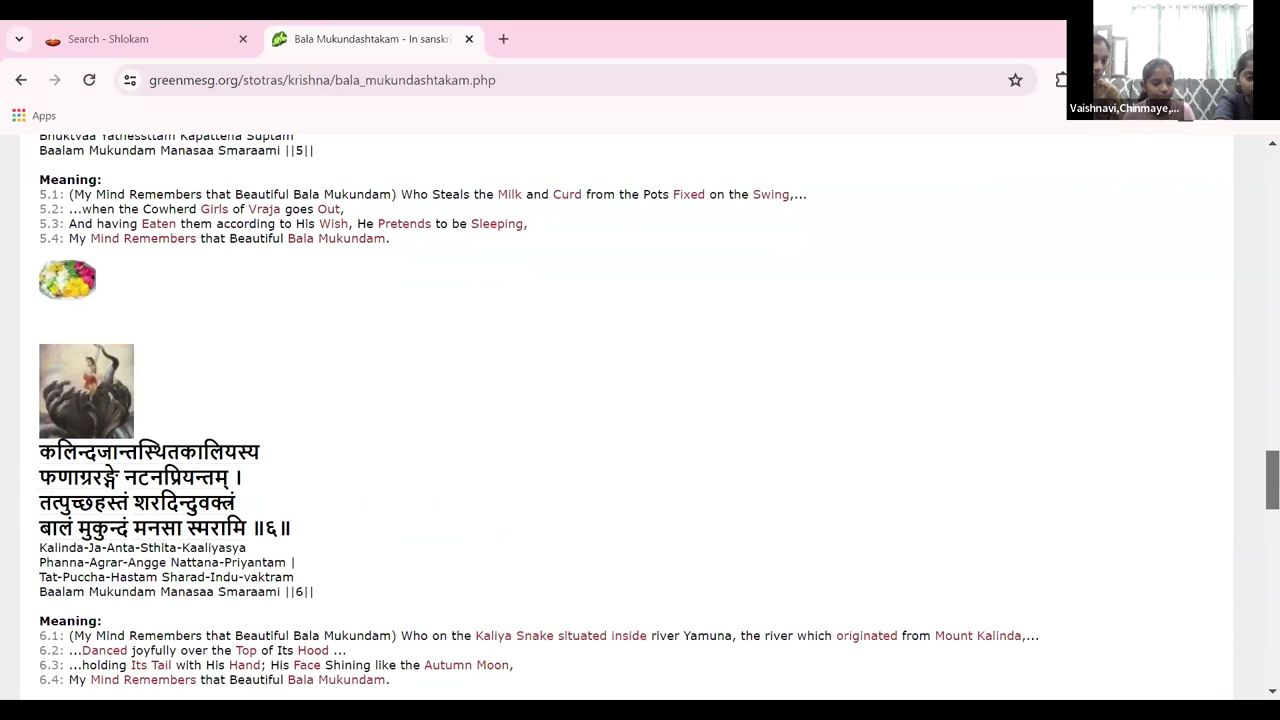 Search - Shlokam
Bala Mukundashtakam - In sanskri
greenmesg.org/stotras/krishna/bala_mukundashtakam.php
Apps
Vaishnavi,Chinmaye,...
Bhuktvaa Yathessttam Kapattena Suptam
Baalam Mukundam Manasaa Smaraami ||5||
Meaning:
5.1: (My Mind Remembers that Beautiful Bala Mukundam) Who Steals the Milk and Curd from the Pots Fixed on the Swing,...
5.2: ...when the Cowherd Girls of Vraja goes Out,
5.3: And having Eaten them according to His Wish, He Pretends to be Sleeping,
5.4: My Mind Remembers that Beautiful Bala Mukundam.
कलिन्दजान्तस्थितकालियस्य
फणाग्ररङ्गे नटनप्रियन्तम् ।
तत्पुच्छहस्तं शरदिन्दुवक्त्रं
बालं मुकुन्दं मनसा स्मरामि ॥६॥
Kalinda-Ja-Anta-Sthita-Kaaliyasya
Phanna-Agrar-Angge Nattana-Priyantam |
Tat-Puccha-Hastam Sharad-Indu-vaktram
Baalam Mukundam Manasaa Smaraami ||6||
Meaning:
6.1: (My Mind Remembers that Beautiful Bala Mukundam) Who on the Kaliya Snake situated inside river Yamuna, the river which originated from Mount Kalinda,...
6.2: ...Danced joyfully over the Top of Its Hood ...
6.3: ...holding Its Tail with His Hand; His Face Shining like the Autumn Moon,
6.4: My Mind Remembers that Beautiful Bala Mukundam.